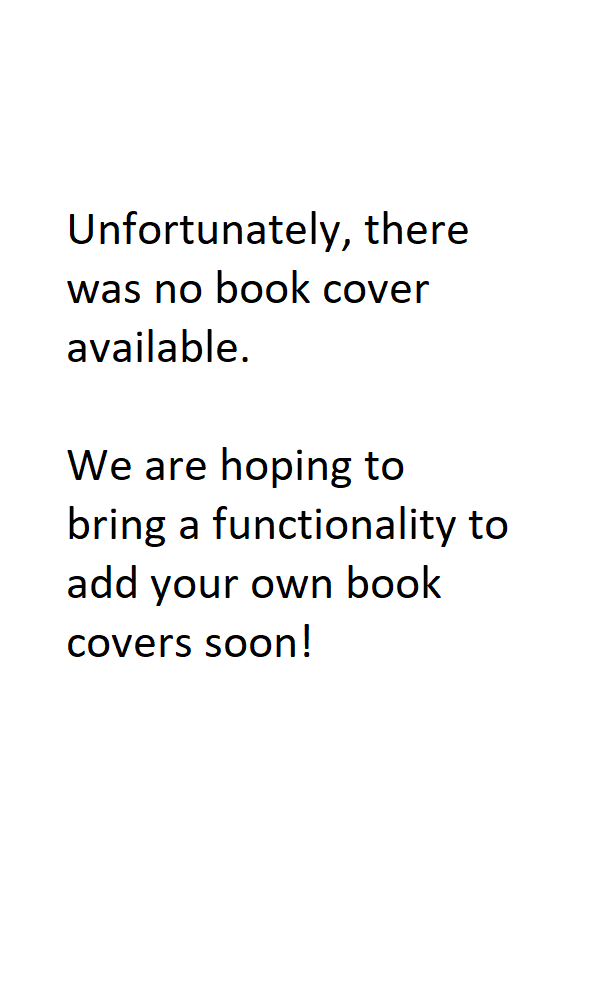 Unfortunately, there
was no book cover
available.
We are hoping to
bring a functionality to
add your own book
covers soon!